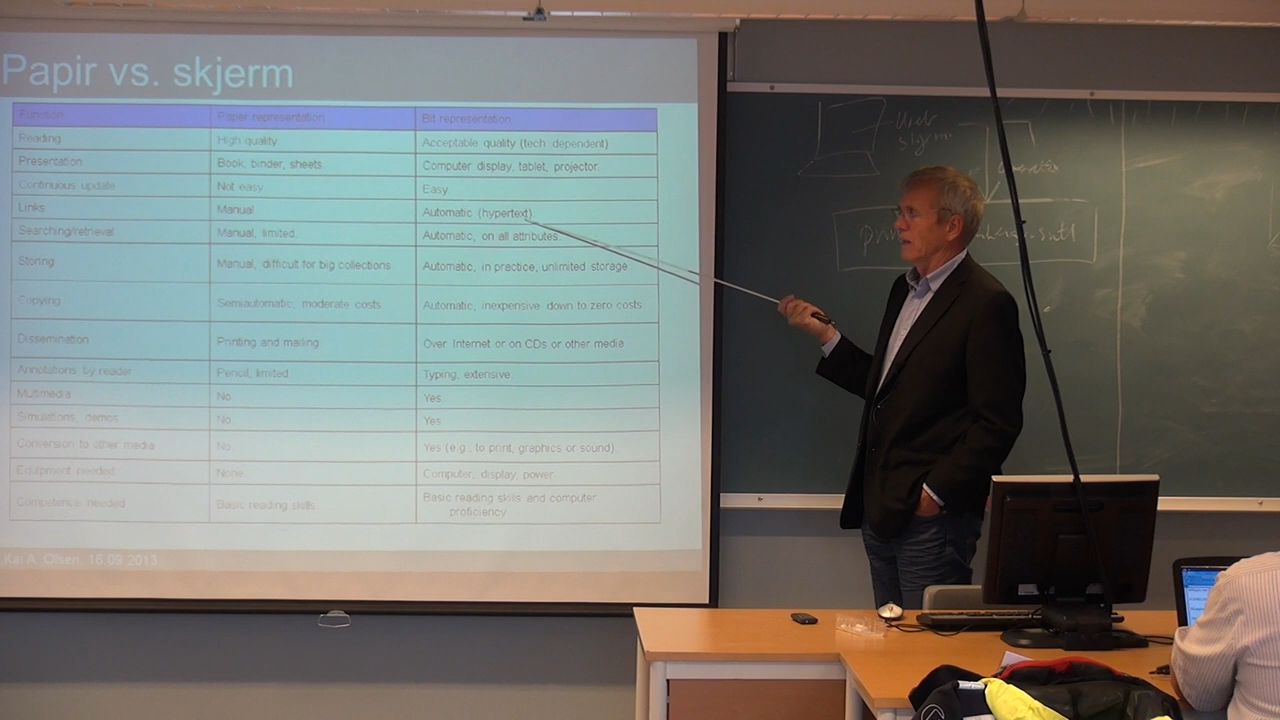 Papir vs. skjerm
Function Paper representation Bit representation
Reading High quality Acceptable quality (tech. dependent)
Presentation Book, binder, sheets. Computer display, tablet, projector.
Continuous update Not easy Easy
Links Manual Automatic (hypertext)
Searching/retrieval Manual, limited. Automatic, on all attributes.
Storing Manual, difficult for big collections Automatic, in practice, unlimited storage.
Copying Semiautomatic, moderate costs Automatic, inexpensive down to zero costs
Dissemination Printing and mailing Over Internet or on CDs or other media
Annotations by reader Pencil, limited Typing, extensive.
Multimedia No Yes
Simulations, demos No Yes
Conversion to other media No Yes (e.g., to print, graphics or sound)
Equipment needed None Computer, display, power
Competence needed Basic reading skills Basic reading skills and computer
proficiency
Kai A. Olsen, 16.09.2013